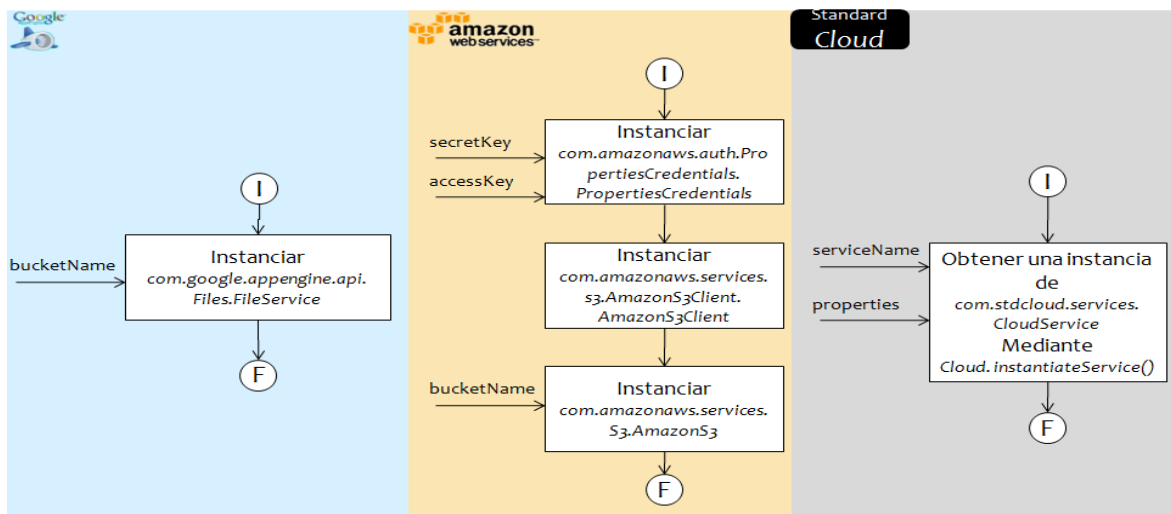 Google
I
bucketName
Instanciar
com.google.appengine.api.
Files.FileService
F
amazon
webservices™
I
secretKey
accessKey
Instanciar
com.amazonaws.auth.Pro
pertiesCredentials.
PropertiesCredentials
Instanciar
com.amazonaws.services.
s3.AmazonS3Client.
AmazonS3Client
bucketName
Instanciar
com.amazonaws.services.
S3.AmazonS3
F
Standard
Cloud
I
serviceName
properties
Obtener una instancia
de
com.stdcloud.services.
CloudService
Mediante
Cloud.instantiateService()
F